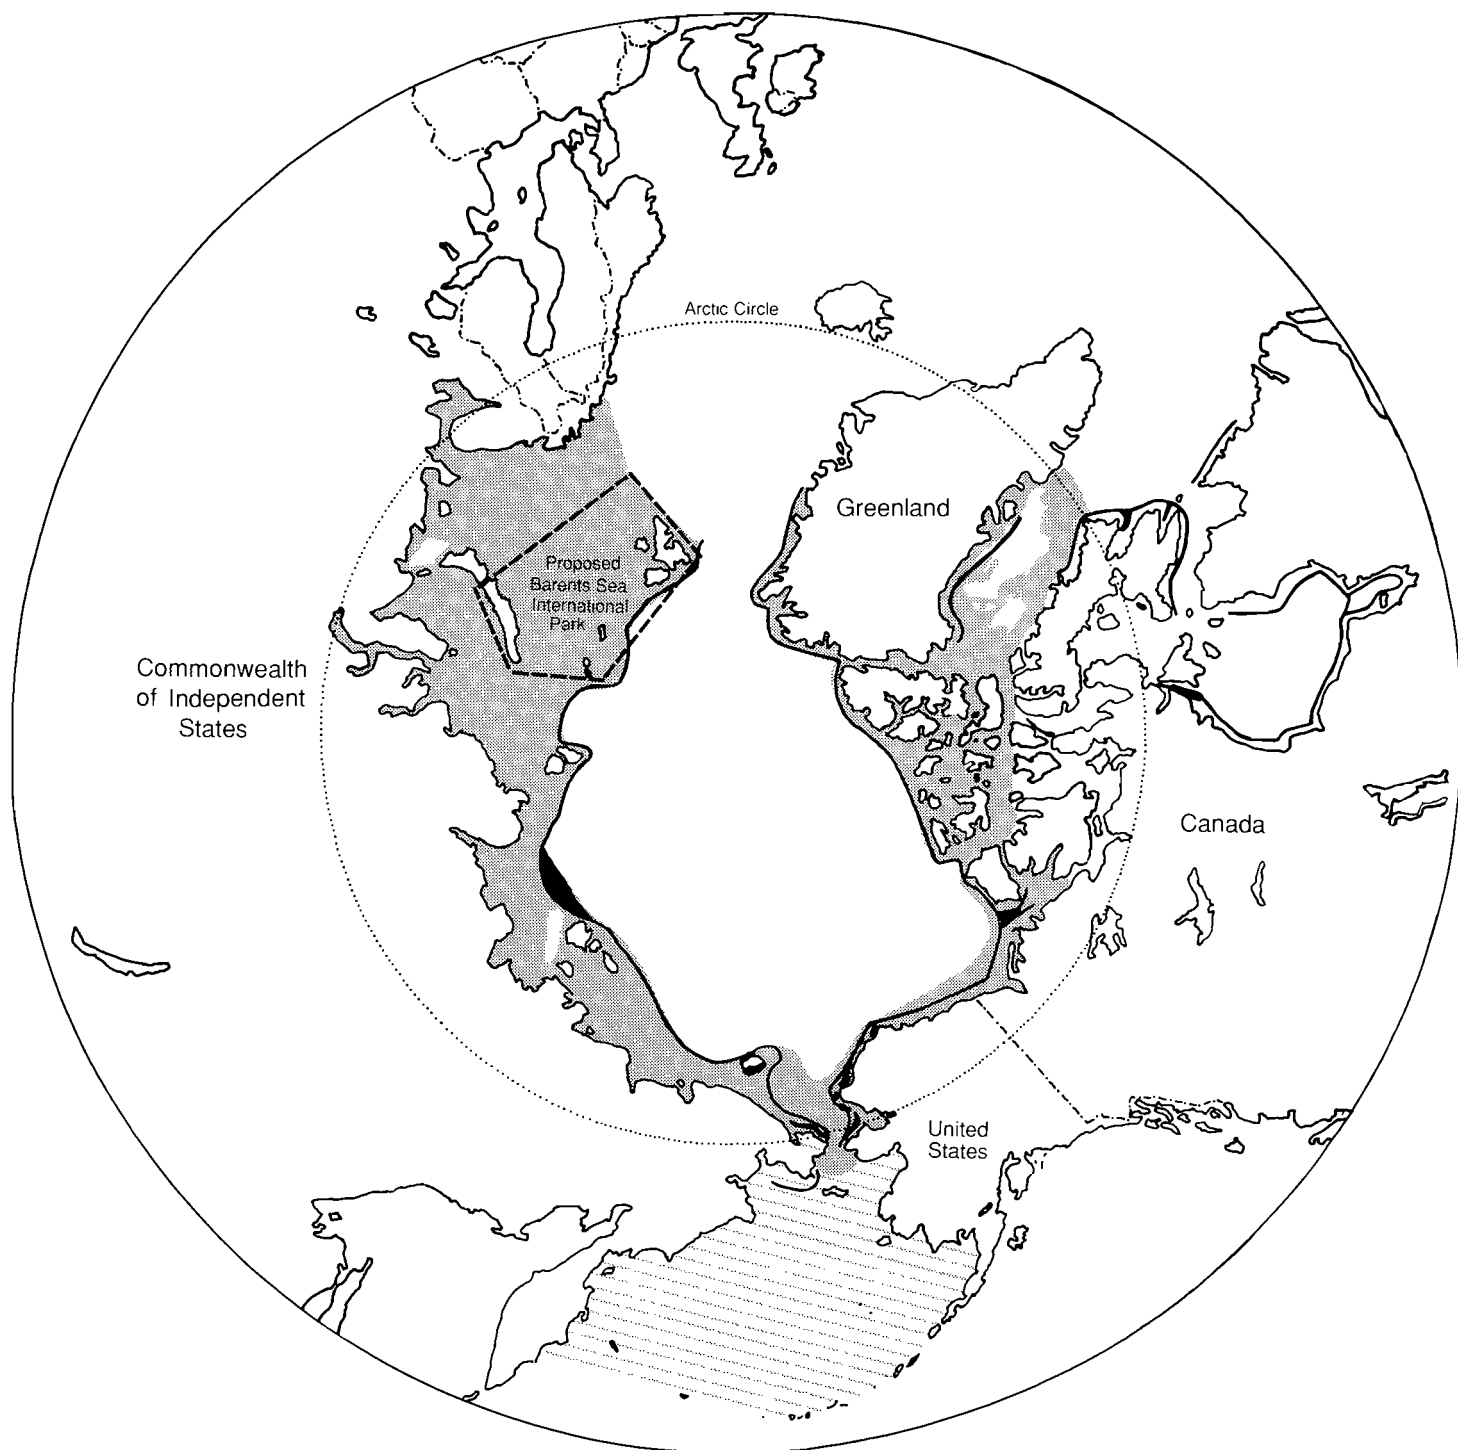 Arctic Circle
Greenland
Proposed
Barents Sea
International
Park
Commonwealth
of Independent
States
Canada
United
States